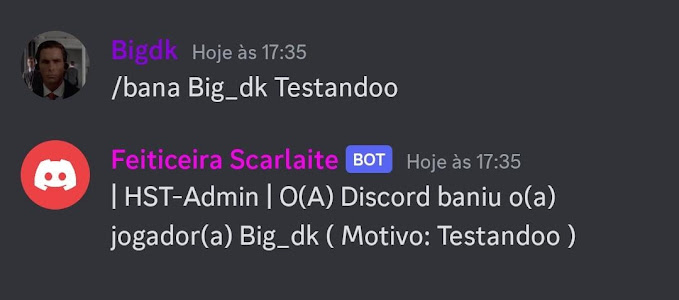 Bigdk Hoje às 17:35
/bana Big_dk Testandoo
Feiticeira Scarlaite BOT Hoje às 17:35
| HST-Admin | O(A) Discord baniu o(a)
jogador(a) Big_dk ( Motivo: Testandoo )